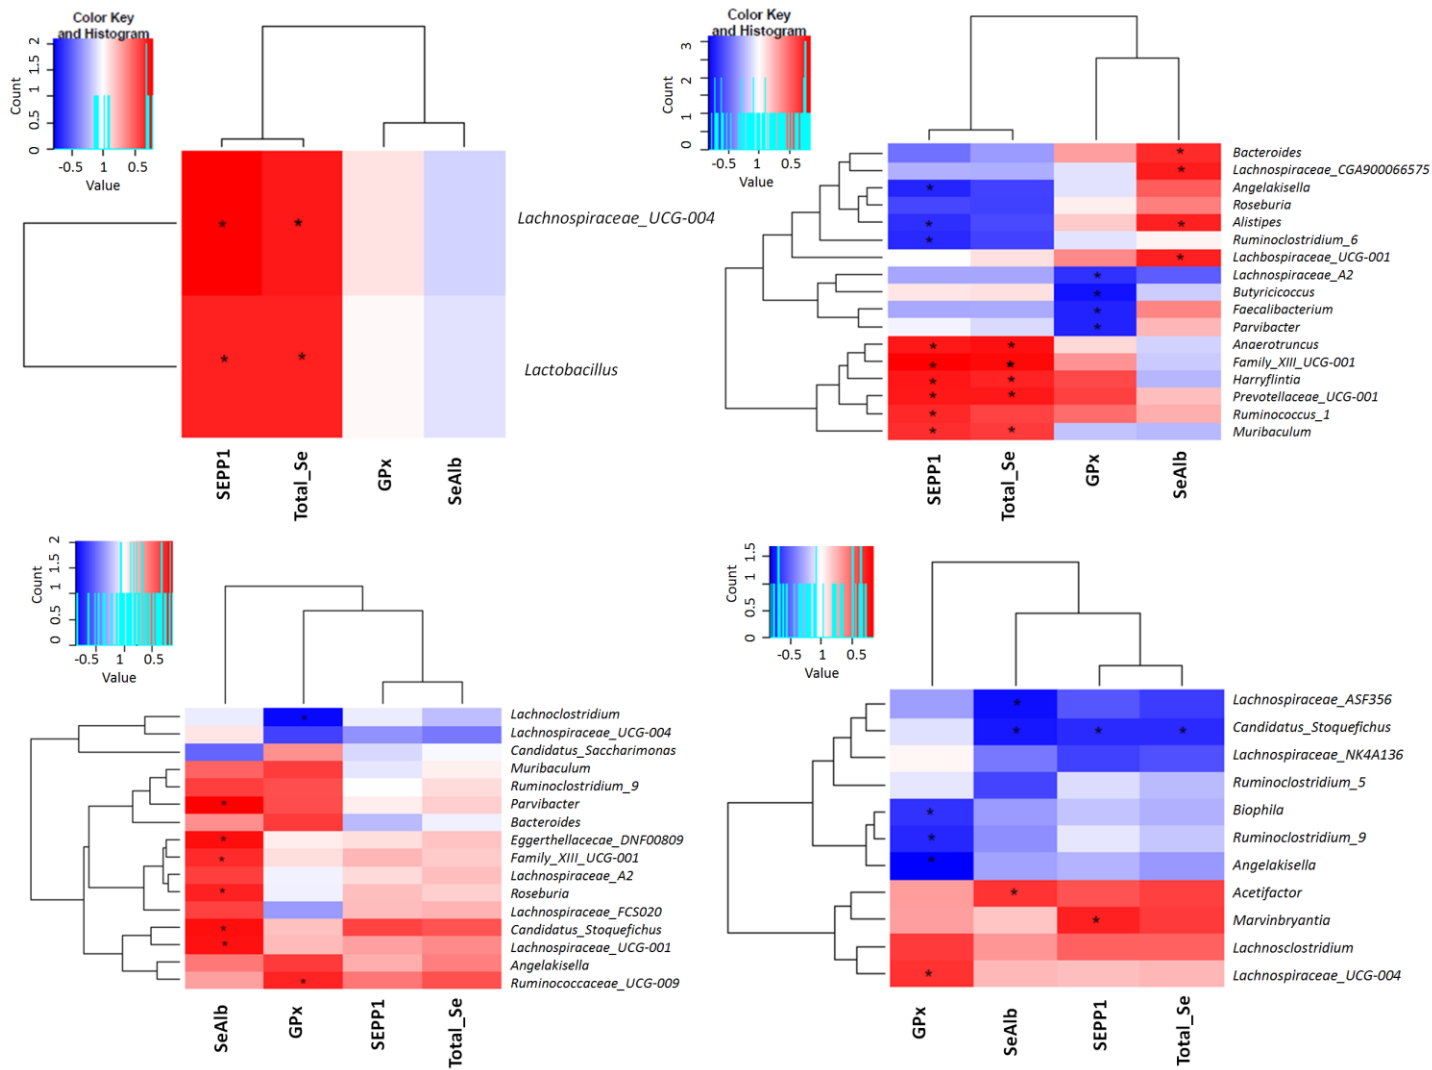 Color Key
and Histogram
Count
0 0.5 1 1.5 2
-0.5 1 0.5
Value
* *
Lachnospiraceae_UCG-004
* *
Lactobacillus
SEPP1 Total_Se GPx SeAlb
Color Key
and Histogram
Count
0 1 2 3
-0.5 1 0.5
Value
* Bacteroides
* Lachnospiraceae_CGA900066575
* Angelakisella
Roseburia
* * Alistipes
* Ruminoclostridium_6
* Lachbospiraceae_UCG-001
* Lachnospiraceae_A2
* Butyricicoccus
* Faecalibacterium
* Parvibacter
* * Anaerotruncus
* * Family_XIII_UCG-001
* * Harryflintia
* * Prevotellaceae_UCG-001
* Ruminococcus_1
* * Muribaculum
SEPP1 Total_Se GPx SeAlb
Count
0 0.5 1 1.5 2
-0.5 1 0.5
Value
* Lachnoclostridium
Lachnospiraceae_UCG-004
Candidatus_Saccharimonas
Muribaculum
Ruminoclostridium_9
* Parvibacter
Bacteroides
* Eggerthellacecae_DNF00809
* Family_XIII_UCG-001
Lachnospiraceae_A2
* Roseburia
Lachnospiraceae_FCS020
* Candidatus_Stoquefichus
* Lachnospiraceae_UCG-001
Angelakisella
* Ruminococcaceae_UCG-009
SeAlb GPx SEPP1 Total_Se
Count
0 0.5 1 1.5
-0.5 1 0.5
Value
* Lachnospiraceae_ASF356
* * * Candidatus_Stoquefichus
Lachnospiraceae_NK4A136
Ruminoclostridium_5
* Biophila
* Ruminoclostridium_9
* Angelakisella
* Acetifactor
* Marvinbryantia
Lachnosclostridium
* Lachnospiraceae_UCG-004
GPx SeAlb SEPP1 Total_Se